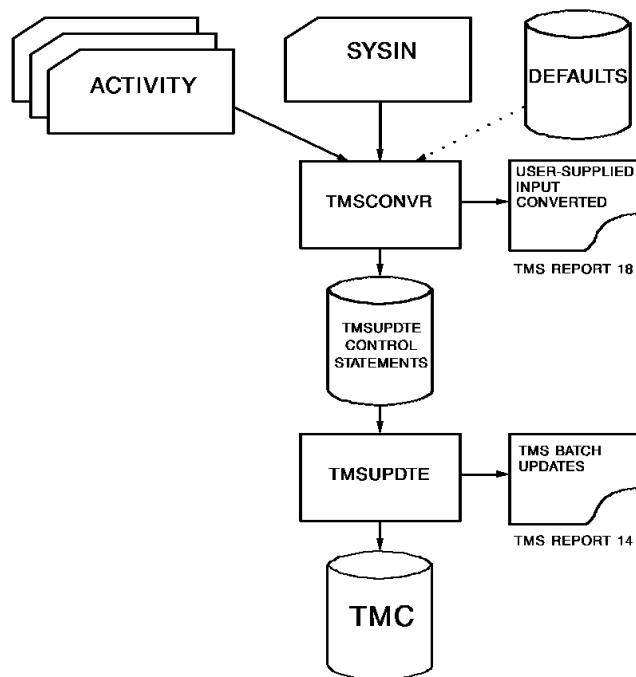 ACTIVITY
SYSIN
DEFAULTS
TMSCONVR
USER-SUPPLIED
INPUT
CONVERTED
TMS REPORT 18
TMSUPDTE
CONTROL
STATEMENTS
TMSUPDTE
TMS BATCH
UPDATES
TMS REPORT 14
TMC